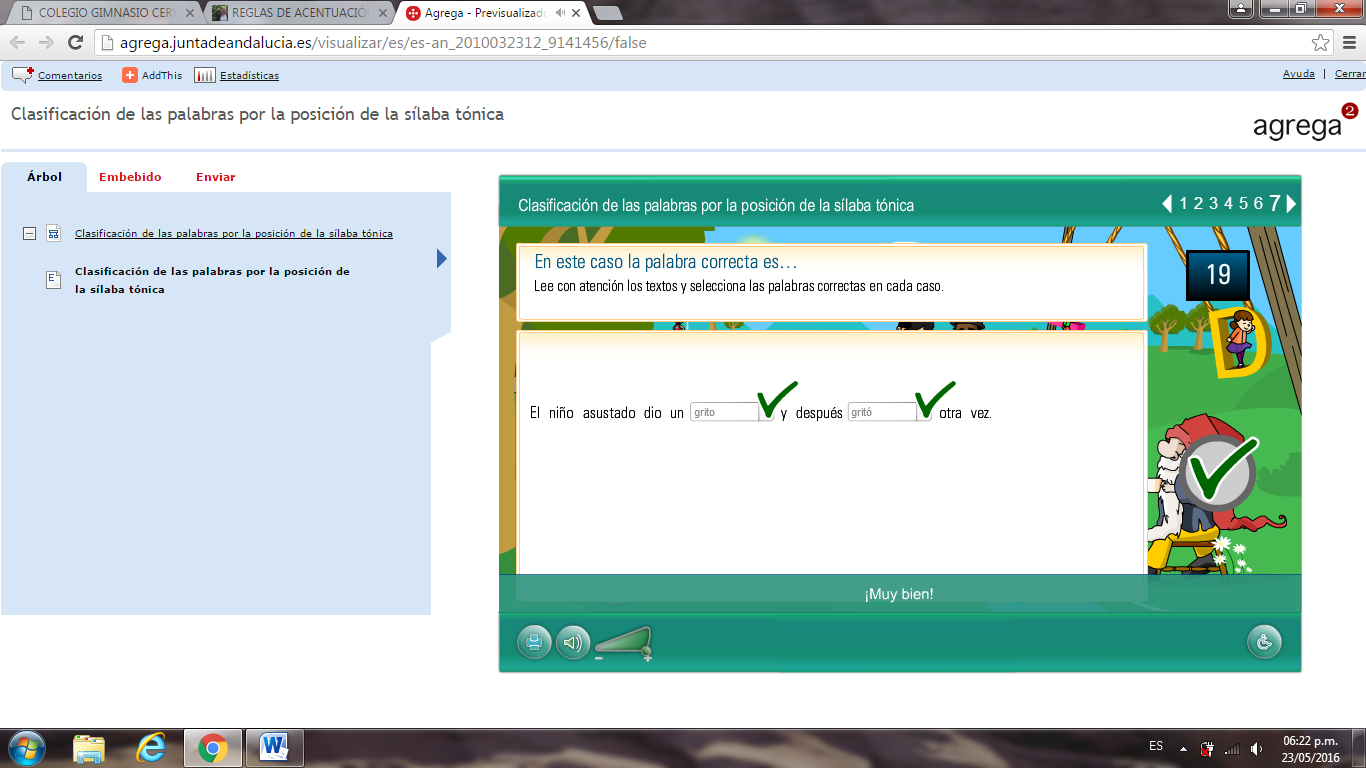 COLEGIO GIMNASIO CER
REGLAS DE ACENTUACIÓ
Agrega - Previsualizado
agrega.juntadeandalucia.es/visualizar/es/es-an_2010032312_9141456/false
Comentarios
AddThis
Estadísticas
Ayuda | Cerrar
Clasificación de las palabras por la posición de la sílaba tónica
agrega 2
Árbol
Embebido
Enviar
Clasificación de las palabras por la posición de la sílaba tónica
Clasificación de las palabras por la posición de
la sílaba tónica
Clasificación de las palabras por la posición de la sílaba tónica
1 2 3 4 5 6 7
En este caso la palabra correcta es...
Lee con atención los textos y selecciona las palabras correctas en cada caso.
19
D
El niño asustado dio un grito y después gritó otra vez.
¡Muy bien!
ES
06:22 p.m.
23/05/2016